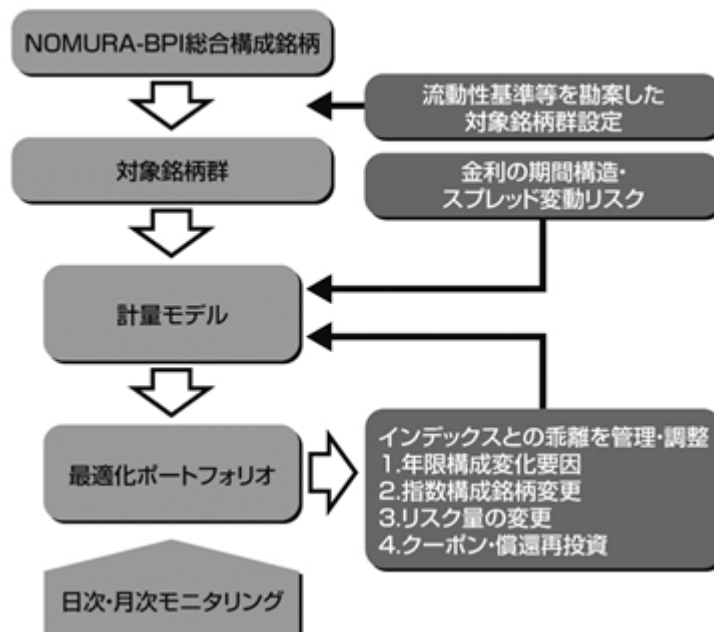 NOMURA-BPI総合構成銘柄
流動性基準等を勘案した
対象銘柄群設定
対象銘柄群
金利の期間構造・
スプレッド変動リスク
計量モデル
最適化ポートフォリオ
インデックスとの乖離を管理・調整
1.年限構成変化要因
2.指数構成銘柄変更
3.リスク量の変更
4.クーポン・償還再投資
日次・月次モニタリング